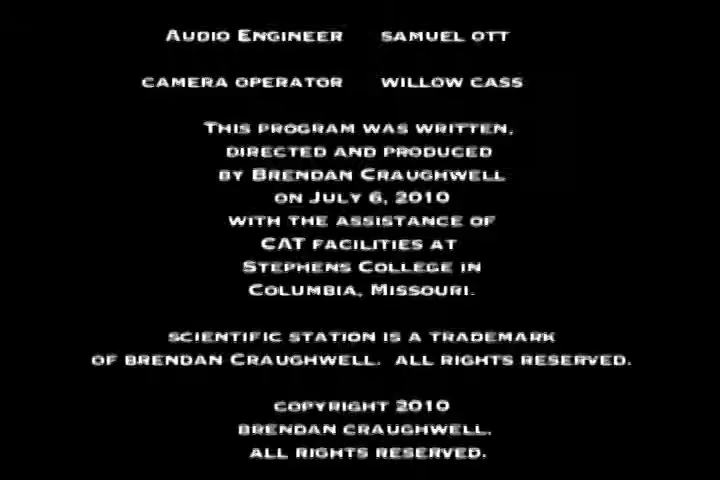 Audio Engineer SAMUEL OTT
CAMERA OPERATOR WILLOW CASS
This program was written,
directed and produced
by Brendan Craughwell
on July 6, 2010
with the assistance of
CAT facilities at
Stephens College in
Columbia, Missouri.
scientific station is a trademark
of brendan Craughwell. all rights reserved.
copyright 2010
brendan craughwell.
all rights reserved.